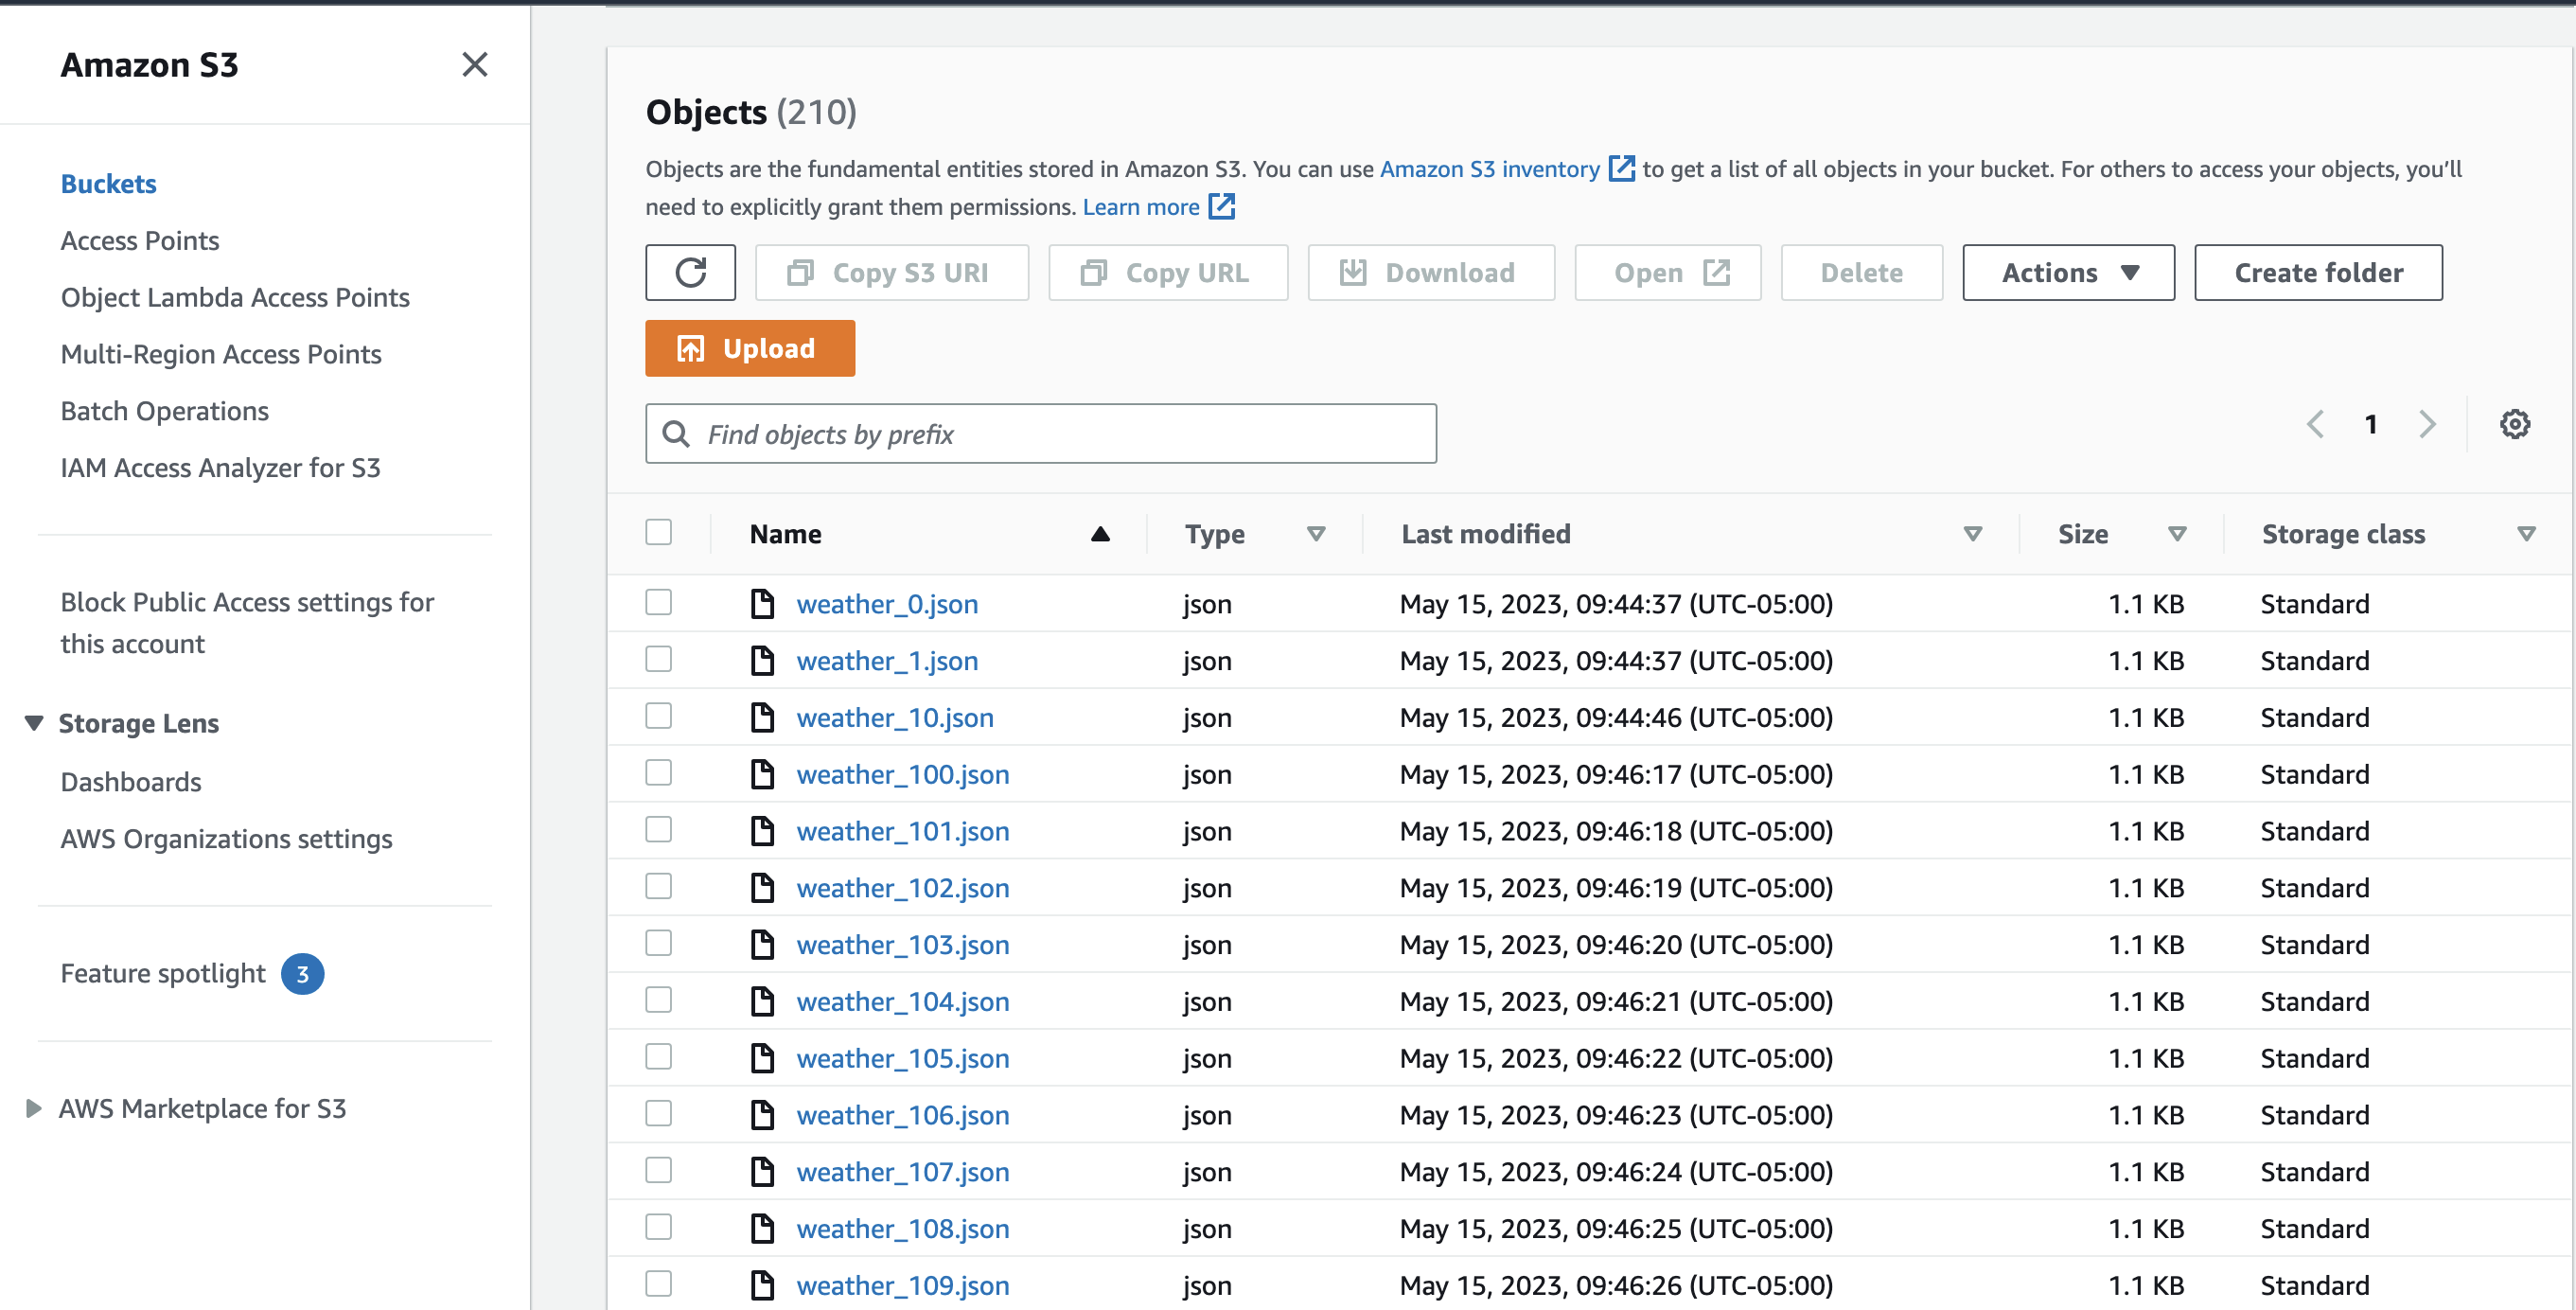 Amazon S3
Buckets
Access Points
Object Lambda Access Points
Multi-Region Access Points
Batch Operations
IAM Access Analyzer for S3
Block Public Access settings for
this account
Storage Lens
Dashboards
AWS Organizations settings
Feature spotlight 3
AWS Marketplace for S3
Objects (210)
Objects are the fundamental entities stored in Amazon S3. You can use Amazon S3 inventory to get a list of all objects in your bucket. For others to access your objects, you’ll
need to explicitly grant them permissions. Learn more
Copy S3 URI Copy URL Download Open Delete Actions Create folder
Upload
Find objects by prefix 1
Name Type Last modified Size Storage class
weather_0.json json May 15, 2023, 09:44:37 (UTC-05:00) 1.1 KB Standard
weather_1.json json May 15, 2023, 09:44:37 (UTC-05:00) 1.1 KB Standard
weather_10.json json May 15, 2023, 09:44:46 (UTC-05:00) 1.1 KB Standard
weather_100.json json May 15, 2023, 09:46:17 (UTC-05:00) 1.1 KB Standard
weather_101.json json May 15, 2023, 09:46:18 (UTC-05:00) 1.1 KB Standard
weather_102.json json May 15, 2023, 09:46:19 (UTC-05:00) 1.1 KB Standard
weather_103.json json May 15, 2023, 09:46:20 (UTC-05:00) 1.1 KB Standard
weather_104.json json May 15, 2023, 09:46:21 (UTC-05:00) 1.1 KB Standard
weather_105.json json May 15, 2023, 09:46:22 (UTC-05:00) 1.1 KB Standard
weather_106.json json May 15, 2023, 09:46:23 (UTC-05:00) 1.1 KB Standard
weather_107.json json May 15, 2023, 09:46:24 (UTC-05:00) 1.1 KB Standard
weather_108.json json May 15, 2023, 09:46:25 (UTC-05:00) 1.1 KB Standard
weather_109.json json May 15, 2023, 09:46:26 (UTC-05:00) 1.1 KB Standard